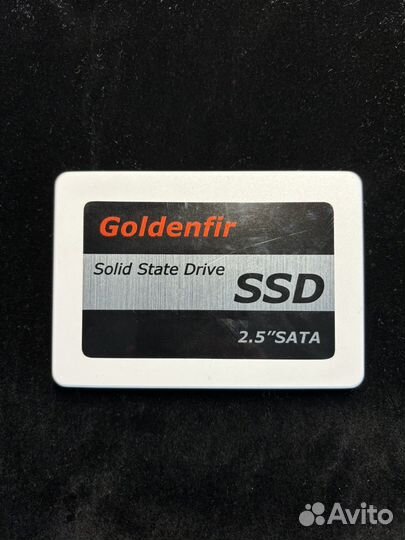 Goldenfir
Solid State Drive
SSD
2.5"SATA
Avito